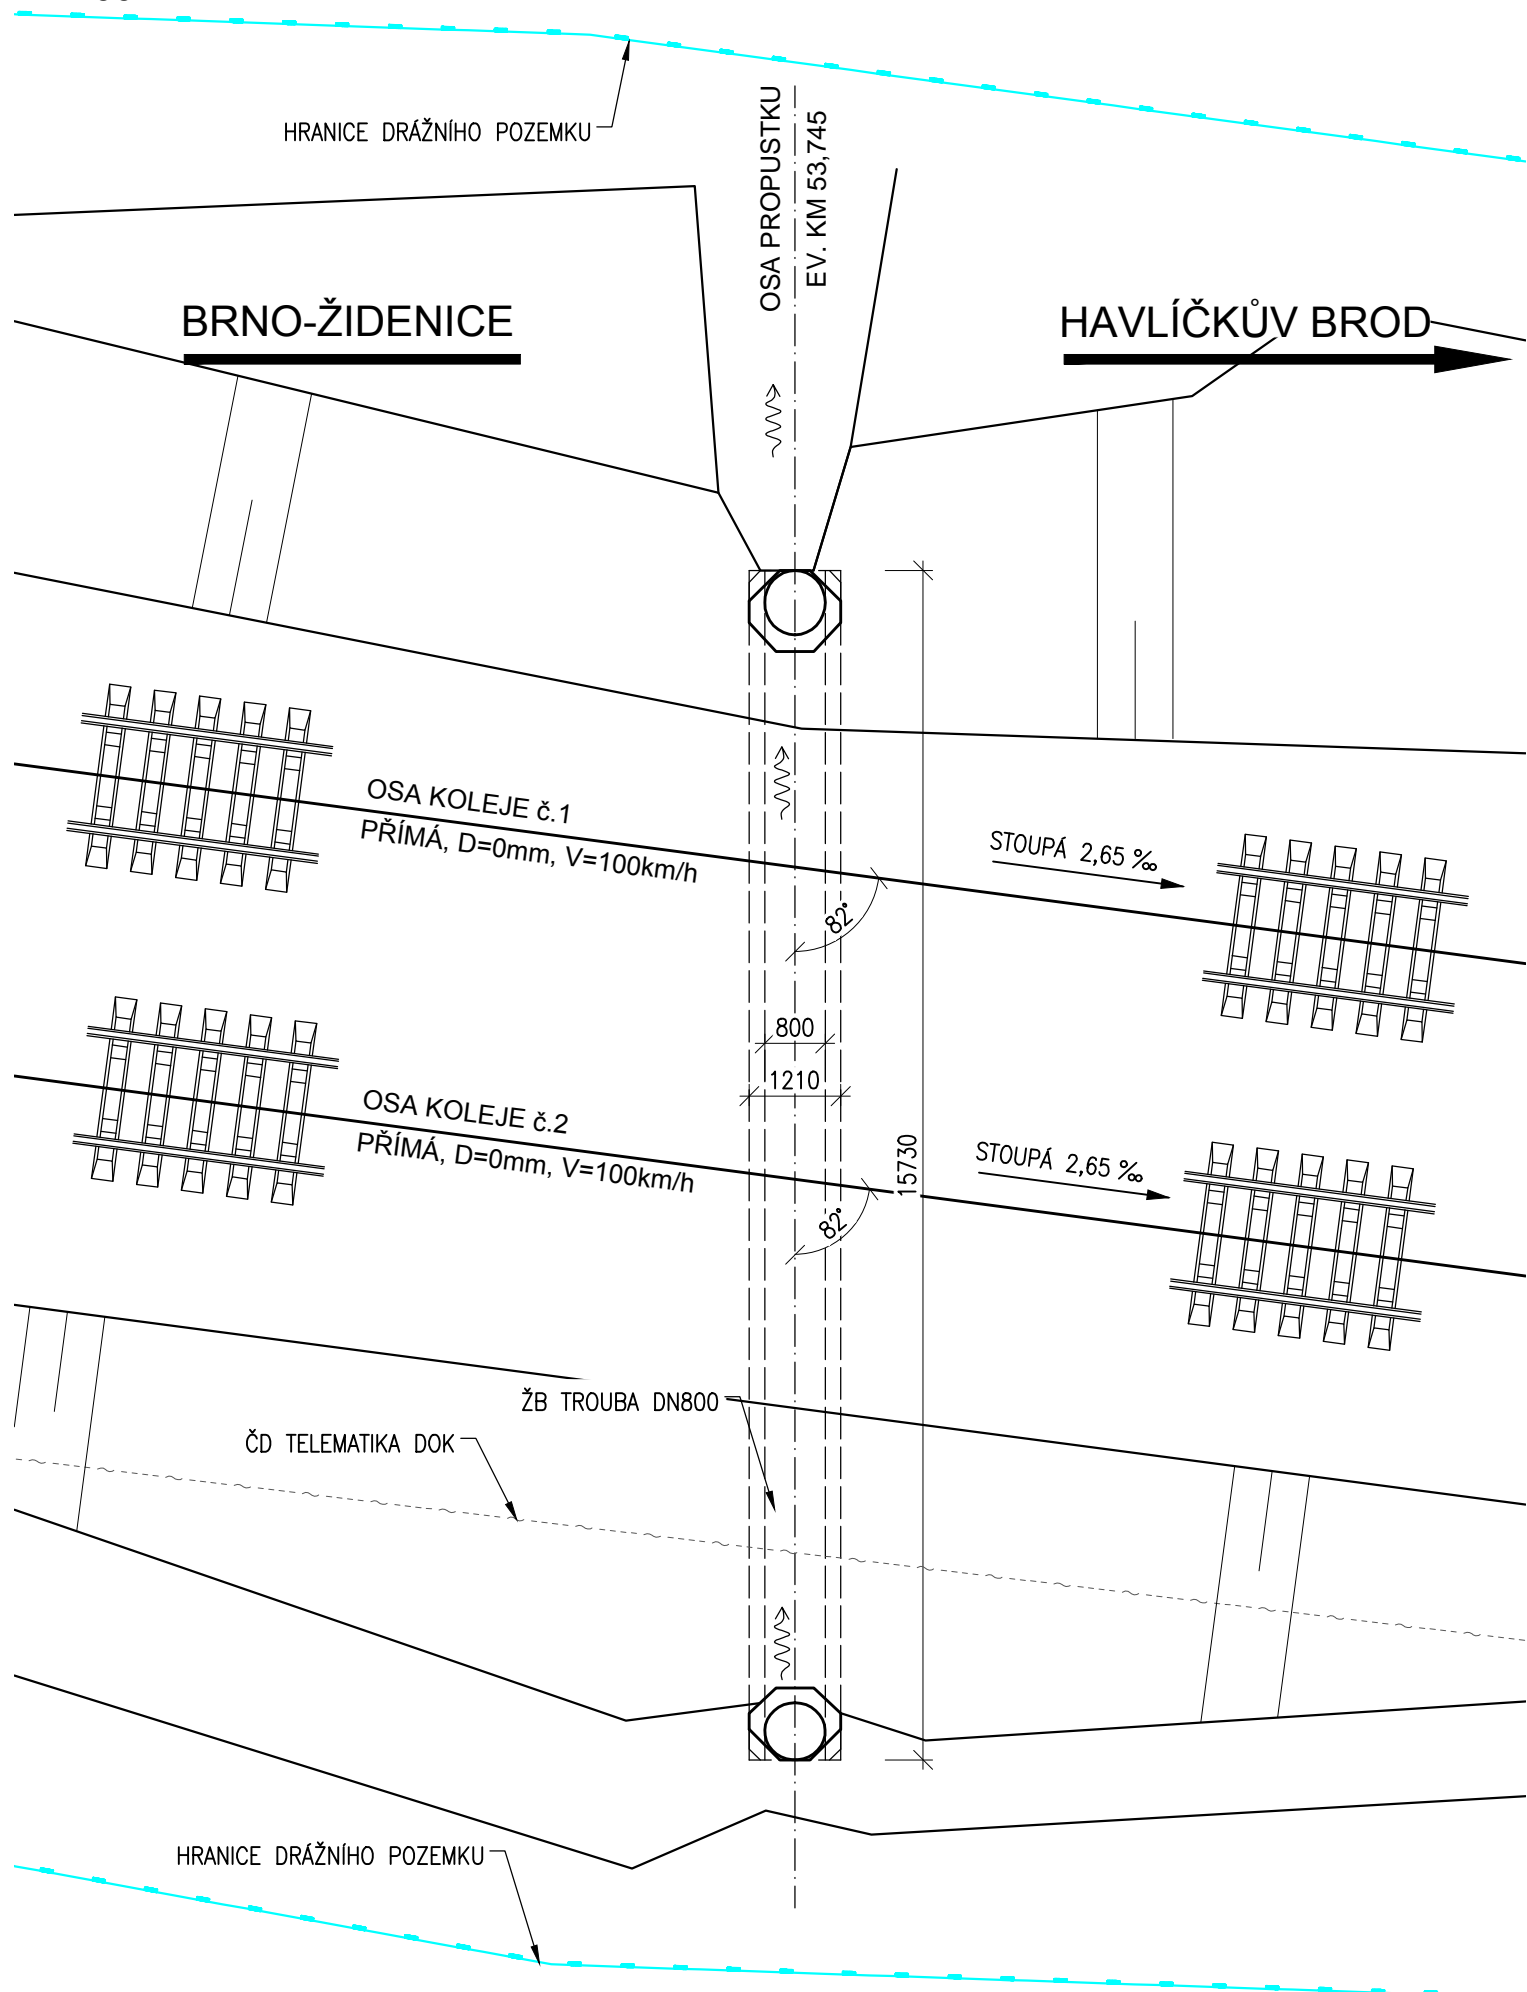 HRANICE DRÁŽNÍHO POZEMKU
OSA PROPUSTKU
EV. KM 53,745
BRNO-ŽIDENICE
HAVLÍČKŮV BROD
OSA KOLEJE č.1
PŘÍMÁ, D=0mm, V=100km/h
STOUPÁ 2,65 ‰
82°
800
1210
OSA KOLEJE č.2
PŘÍMÁ, D=0mm, V=100km/h
STOUPÁ 2,65 ‰
15730
82°
ŽB TROUBA DN800
ČD TELEMATIKA DOK
HRANICE DRÁŽNÍHO POZEMKU